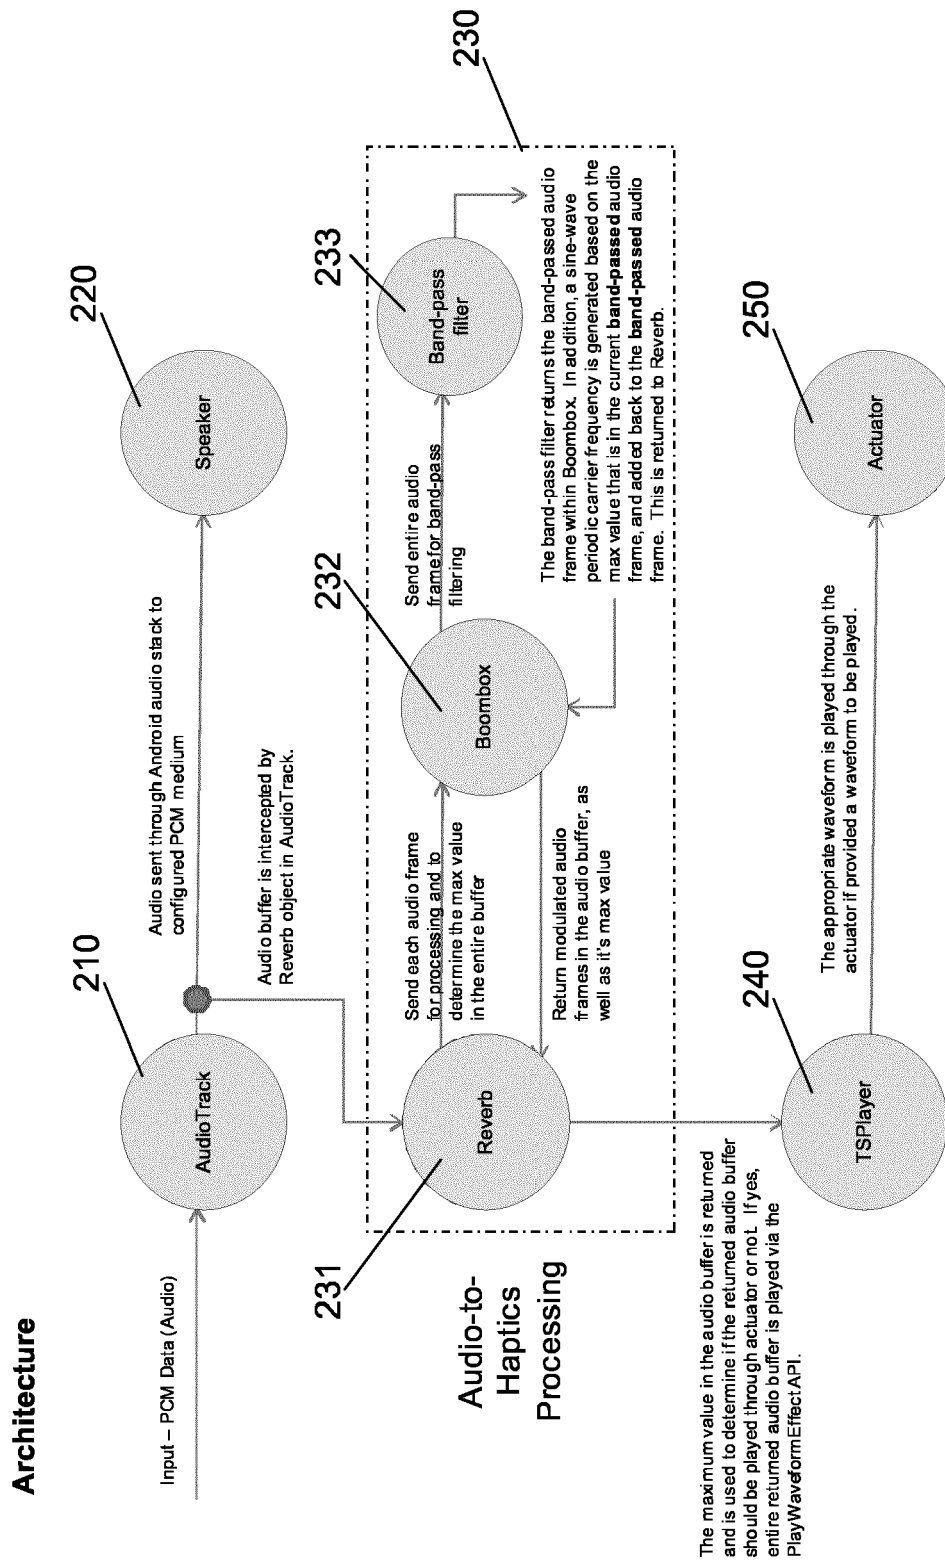 Architecture
Input – PCM Data (Audio)
210
AudioTrack
Audio sent through Android audio stack to
configured PCM medium
220
Speaker
Audio buffer is intercepted by
Reverb object in AudioTrack.
230
Audio-to-
Haptics
Processing
231
Reverb
Send each audio frame
for processing and to
determine the max value
in the entire buffer
Return modulated audio
frames in the audio buffer, as
well as it's max value
232
Boombox
Send entire audio
frame for band-pass
filtering
233
Band-pass
filter
The band-pass filter returns the band-passed audio
frame within Boombox. In addition, a sine-wave
periodic carrier frequency is generated based on the
max value that is in the current band-passed audio
frame, and added back to the band-passed audio
frame. This is returned to Reverb.
The maximum value in the audio buffer is returned
and is used to determine if the returned audio buffer
should be played through actuator or not. If yes,
entire returned audio buffer is played via the
PlayWaveformEffect API.
240
TSPlayer
The appropriate waveform is played through the
actuator if provided a waveform to be played.
250
Actuator